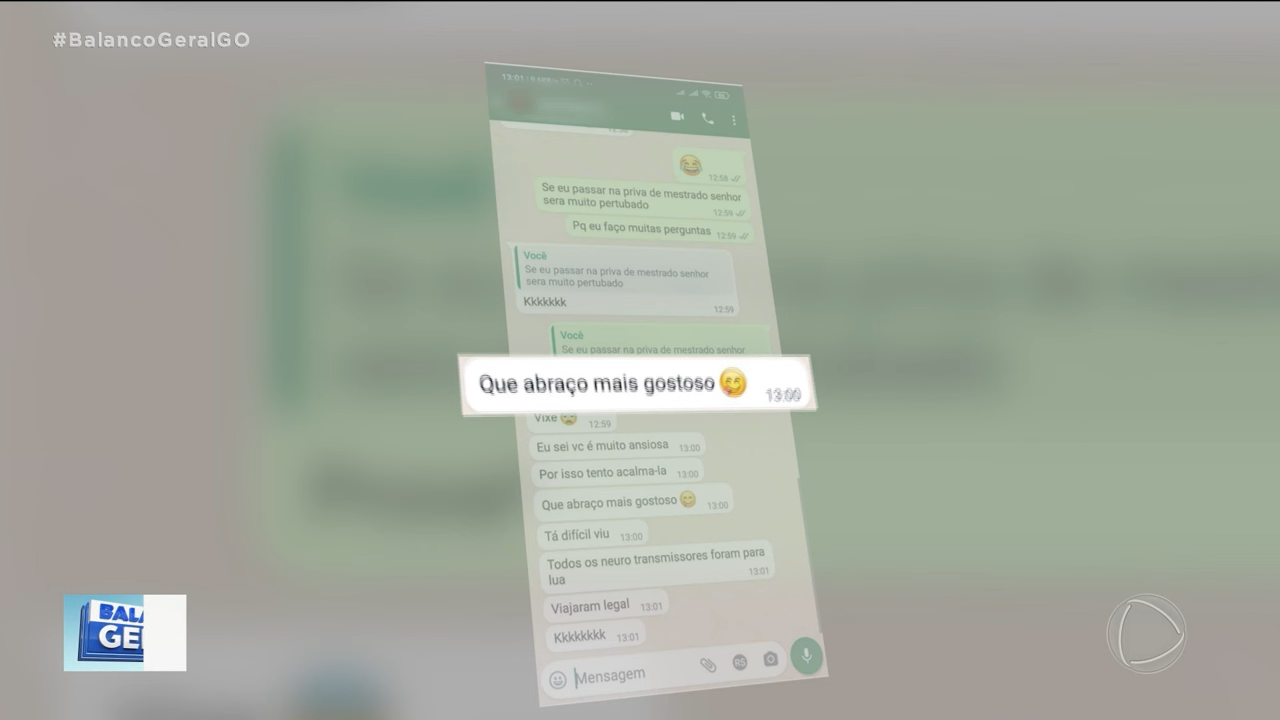 #BalancoGeralGO
13:01
12:58
Se eu passar na priva de mestrado senhor
sera muito pertubado
12:59
Pq eu faço muitas perguntas 12:59
Você
Se eu passar na priva de mestrado senhor
sera muito pertubado
Kkkkkkk
12:59
Você
Se eu passar na priva de mestrado senhor
Que abraço mais gostoso 😋 13:00
Vixe 12:59
Eu sei vc é muito ansiosa 13:00
Por isso tento acalma-la 13:00
Que abraço mais gostoso 😋 13:00
Tá difícil viu 13:00
Todos os neuro transmissores foram para
lua
13:01
Viajaram legal 13:01
Kkkkkkkk 13:01
Mensagem